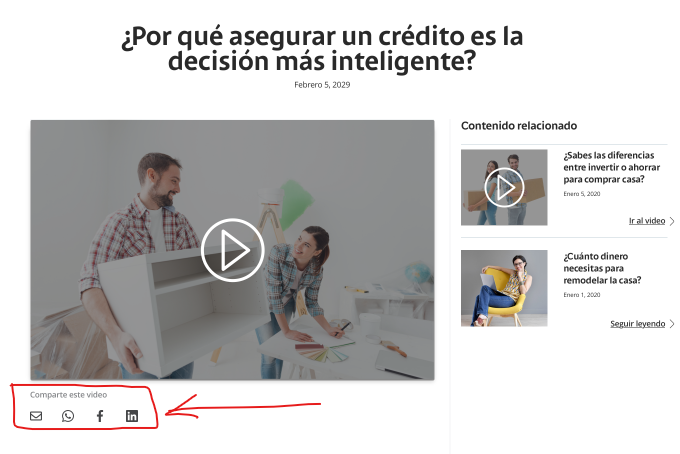 ¿Por qué asegurar un crédito es la
decisión más inteligente?
Febrero 5, 2029
Comparte este video
Contenido relacionado
¿Sabes las diferencias
entre invertir o ahorrar
para comprar casa?
Enero 5, 2020
Ir al video
¿Cuánto dinero
necesitas para
remodelar la casa?
Enero 1, 2020
Seguir leyendo